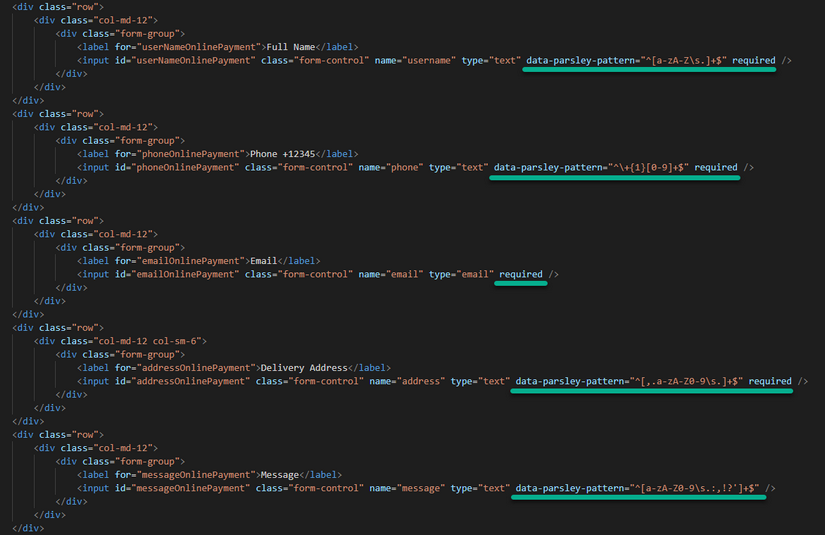 <div class="row">
<div class="col-md-12">
<div class="form-group">
<label for="userNameOnlinePayment">Full Name</label>
<input id="userNameOnlinePayment" class="form-control" name="username" type="text" data-parsley-pattern="^[a-zA-Z\s.]+$" required />
</div>
</div>
</div>
<div class="row">
<div class="col-md-12">
<div class="form-group">
<label for="phoneOnlinePayment">Phone +12345</label>
<input id="phoneOnlinePayment" class="form-control" name="phone" type="text" data-parsley-pattern="^\+{1}[0-9]+$" required />
</div>
</div>
</div>
<div class="row">
<div class="col-md-12">
<div class="form-group">
<label for="emailOnlinePayment">Email</label>
<input id="emailOnlinePayment" class="form-control" name="email" type="email" required />
</div>
</div>
</div>
<div class="row">
<div class="col-md-12 col-sm-6">
<div class="form-group">
<label for="addressOnlinePayment">Delivery Address</label>
<input id="addressOnlinePayment" class="form-control" name="address" type="text" data-parsley-pattern="^[,.a-zA-Z0-9\s.]+$" required />
</div>
</div>
</div>
<div class="row">
<div class="col-md-12">
<div class="form-group">
<label for="messageOnlinePayment">Message</label>
<input id="messageOnlinePayment" class="form-control" name="message" type="text" data-parsley-pattern="^[a-zA-Z0-9\s.:,!?']+$" />
</div>
</div>
</div>